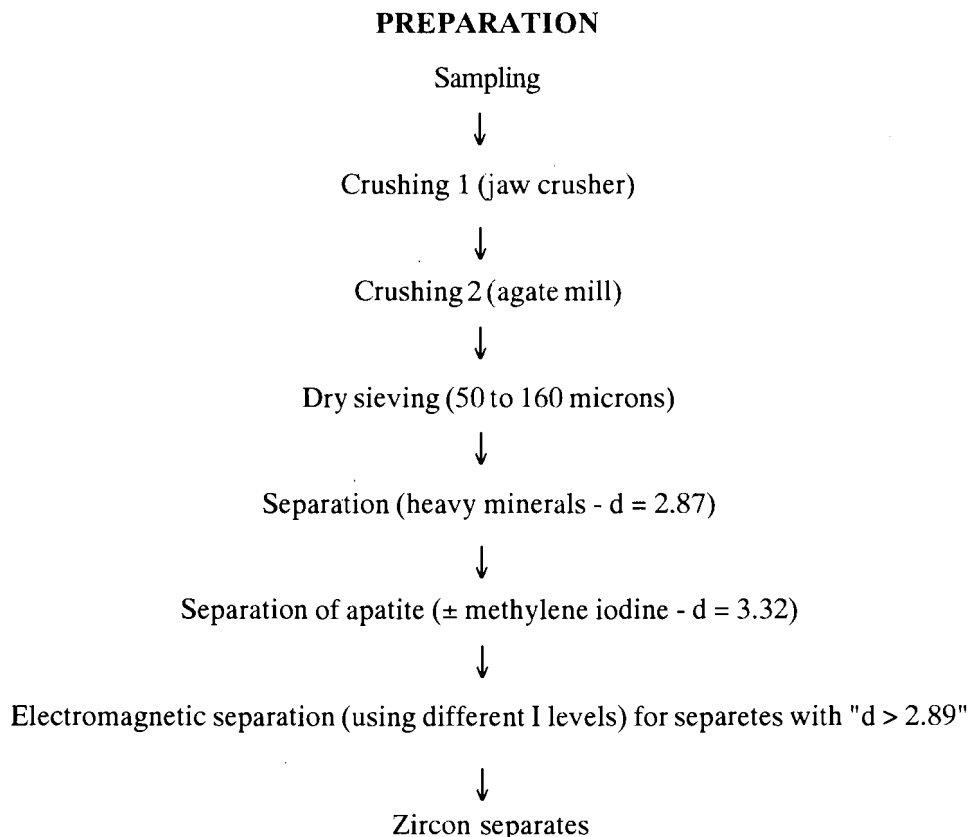 PREPARATION
Sampling
↓
Crushing 1 (jaw crusher)
↓
Crushing 2 (agate mill)
↓
Dry sieving (50 to 160 microns)
↓
Separation (heavy minerals - d = 2.87)
↓
Separation of apatite (± methylene iodine - d = 3.32)
↓
Electromagnetic separation (using different I levels) for separetes with "d > 2.89"
↓
Zircon separates